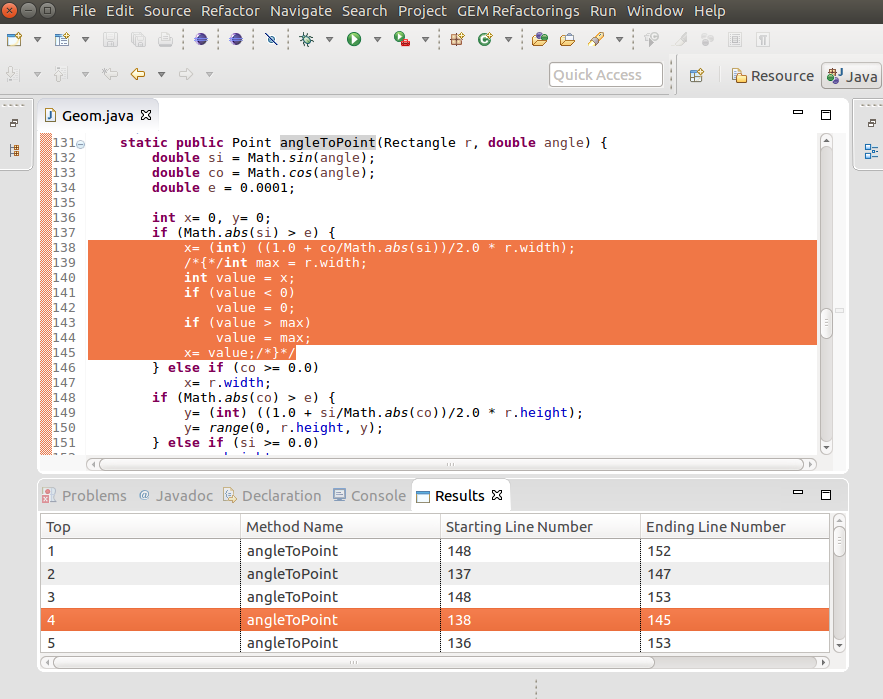 File Edit Source Refactor Navigate Search Project GEM Refactorings Run Window Help
Quick Access
Resource
Java
Geom.java
131 static public Point angleToPoint(Rectangle r, double angle) {
132 double si = Math.sin(angle);
133 double co = Math.cos(angle);
134 double e = 0.0001;
135
136 int x= 0, y= 0;
137 if (Math.abs(si) > e) {
138 x= (int) ((1.0 + co/Math.abs(si))/2.0 * r.width);
139 /*{*/int max = r.width;
140 int value = x;
141 if (value < 0)
142 value = 0;
143 if (value > max)
144 value = max;
145 x= value;/*}*/
146 } else if (co >= 0.0)
147 x= r.width;
148 if (Math.abs(co) > e) {
149 y= (int) ((1.0 + si/Math.abs(co))/2.0 * r.height);
150 y= range(0, r.height, y);
151 } else if (si >= 0.0)
Problems @ Javadoc Declaration Console Results
Top Method Name Starting Line Number Ending Line Number
1 angleToPoint 148 152
2 angleToPoint 137 147
3 angleToPoint 148 153
4 angleToPoint 138 145
5 angleToPoint 136 153